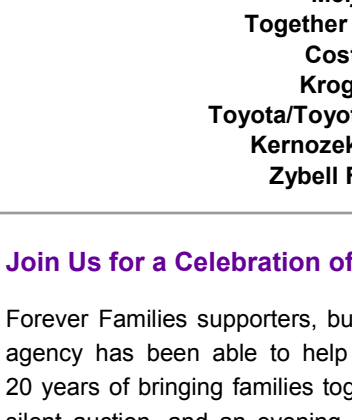 Together
Cost
Krog
Toyota/Toyot
Kernozek
Zybell F
Join Us for a Celebration of
Forever Families supporters, bu
agency has been able to help
20 years of bringing families tog
silent auction, and an evening